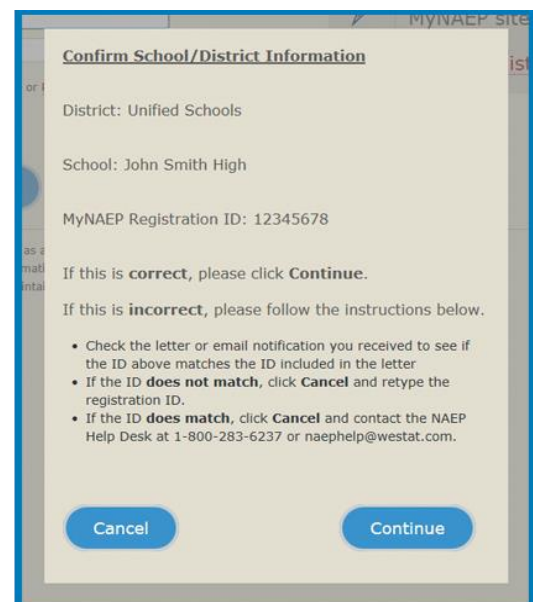 MyNAEP site
Confirm School/District Information
or
District: Unified Schools
School: John Smith High
MyNAEP Registration ID: 12345678
as a
If this is correct, please click Continue.
If this is incorrect, please follow the instructions below.
• Check the letter or email notification you received to see if
the ID above matches the ID included in the letter
• If the ID does not match, click Cancel and retype the
registration ID.
• If the ID does match, click Cancel and contact the NAEP
Help Desk at 1-800-283-6237 or naephelp@westat.com.
Cancel
Continue